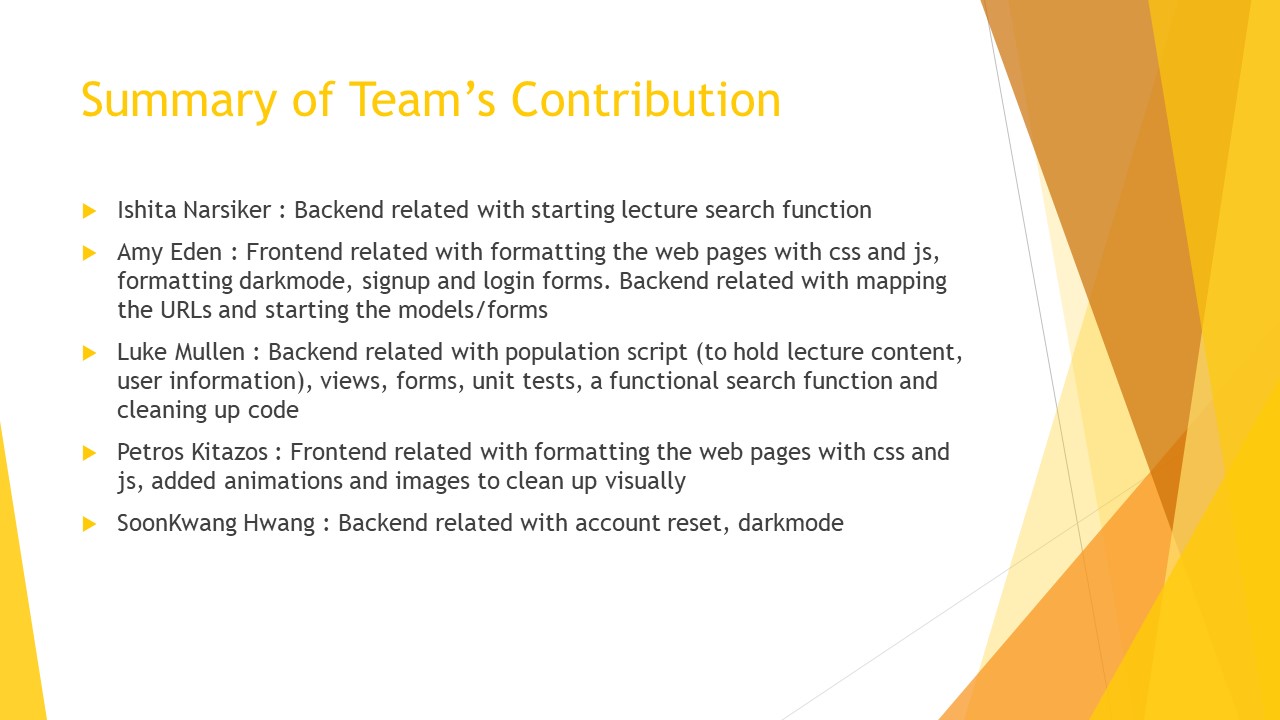 Summary of Team’s Contribution
Ishita Narsiker : Backend related with starting lecture search function
Amy Eden : Frontend related with formatting the web pages with css and js,
formatting darkmode, signup and login forms. Backend related with mapping
the URLs and starting the models/forms
Luke Mullen : Backend related with population script (to hold lecture content,
user information), views, forms, unit tests, a functional search function and
cleaning up code
Petros Kitazos : Frontend related with formatting the web pages with css and
js, added animations and images to clean up visually
SoonKwang Hwang : Backend related with account reset, darkmode